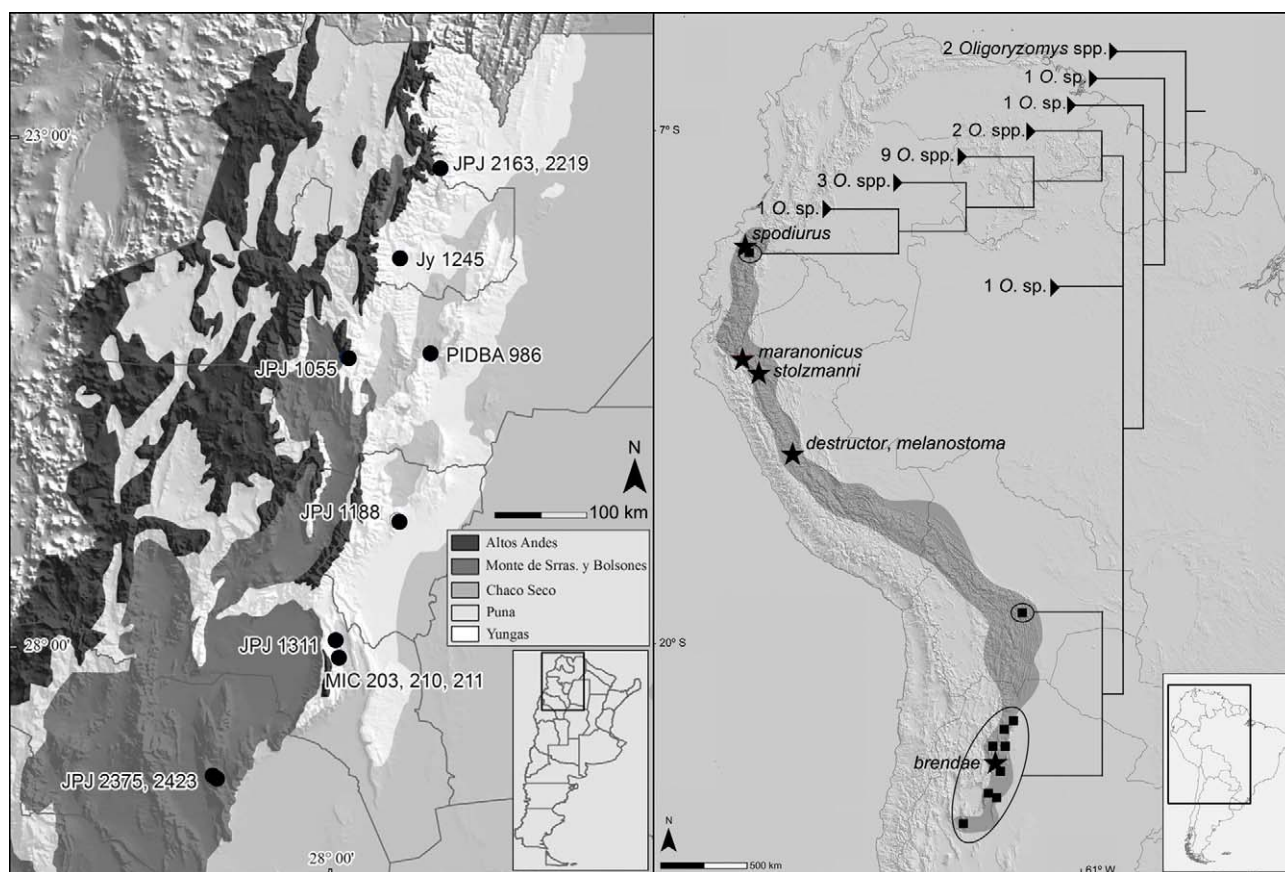 23° 00'
JPJ 2163, 2219
Jy 1245
JPJ 1055
PIDBA 986
N
100 km
JPJ 1188
Altos Andes
Monte de Srras. y Bolsones
Chaco Seco
Puna
Yungas
28° 00'
JPJ 1311
MIC 203, 210, 211
JPJ 2375, 2423
28° 00'
2 Oligoryzomys spp.
1 O. sp.
7º S
1 O. sp.
2 O. spp.
9 O. spp.
3 O. spp.
1 O. sp.
spodiurus
1 O. sp.
maranonicus
stolzmanni
destructor, melanostoma
20º S
brendae
N
500 km
61º W